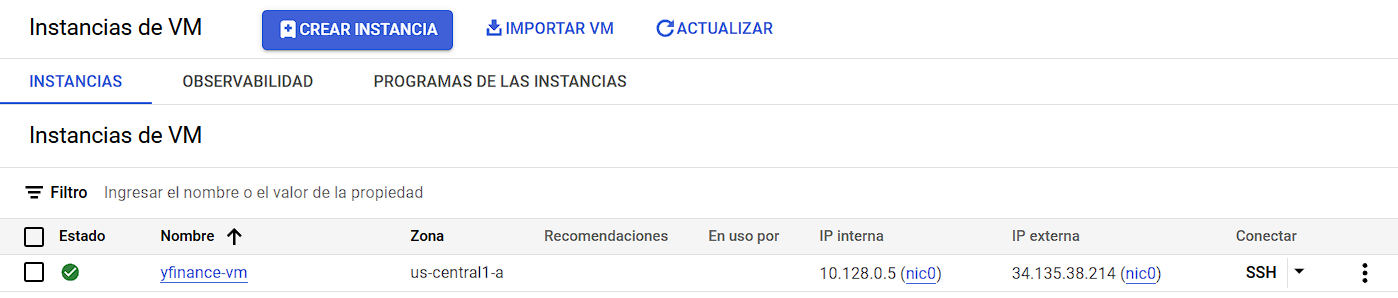 Instancias de VM CREAR INSTANCIA IMPORTAR VM ACTUALIZAR
INSTANCIAS OBSERVABILIDAD PROGRAMAS DE LAS INSTANCIAS
Instancias de VM
Filtro Ingresar el nombre o el valor de la propiedad
Estado Nombre Zona Recomendaciones En uso por IP interna IP externa Conectar
yfinance-vm us-central1-a 10.128.0.5 (nic0) 34.135.38.214 (nic0) SSH